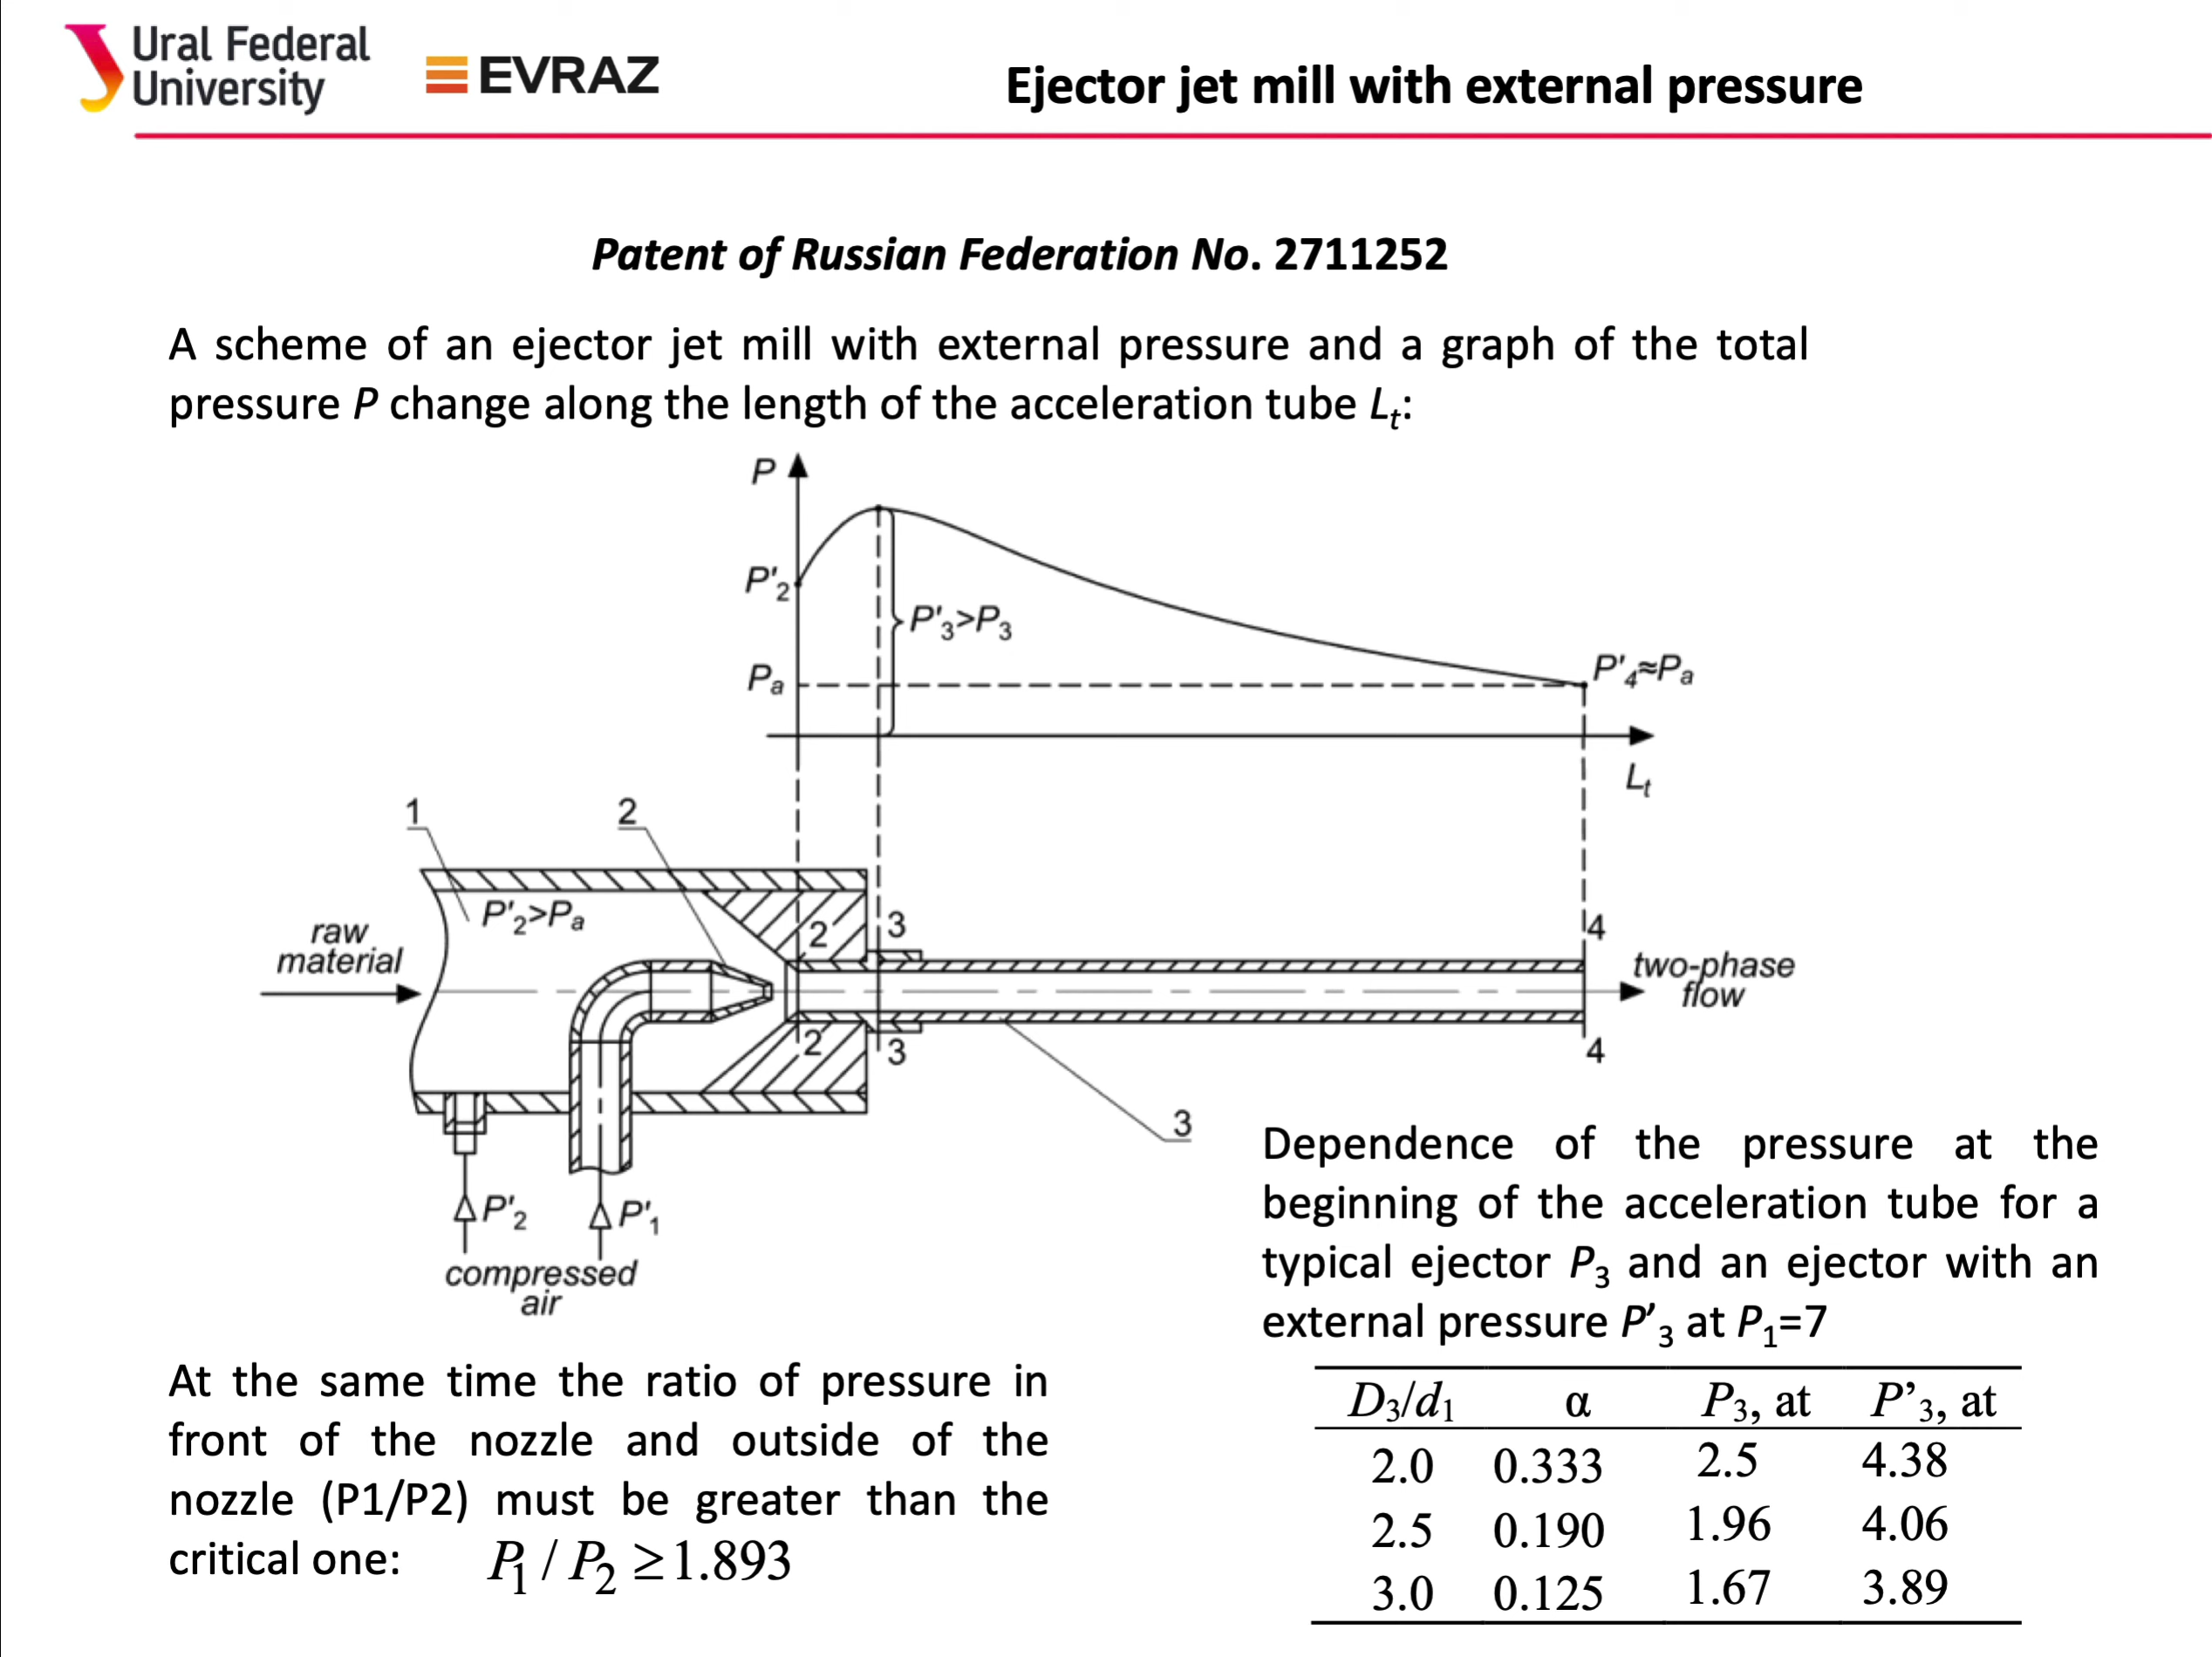 Ural Federal
University
EVRAZ
Ejector jet mill with external pressure
Patent of Russian Federation No. 2711252
A scheme of an ejector jet mill with external pressure and a graph of the total
pressure P change along the length of the acceleration tube Lₜ:
P
P'₂
P'₃>P₃
Pₐ
P'₄≈Pₐ
Lₜ
1
2
P'₂>Pₐ
raw
material
2
3
4
two-phase
flow
2
3
4
3
P'₂
P'₁
compressed
air
Dependence of the pressure at the
beginning of the acceleration tube for a
typical ejector P₃ and an ejector with an
external pressure P'₃ at P₁=7
At the same time the ratio of pressure in
front of the nozzle and outside of the
nozzle (P1/P2) must be greater than the
critical one: P₁ / P₂ ≥1.893
D₃/d₁ α P₃, at P’₃, at
2.0 0.333 2.5 4.38
2.5 0.190 1.96 4.06
3.0 0.125 1.67 3.89